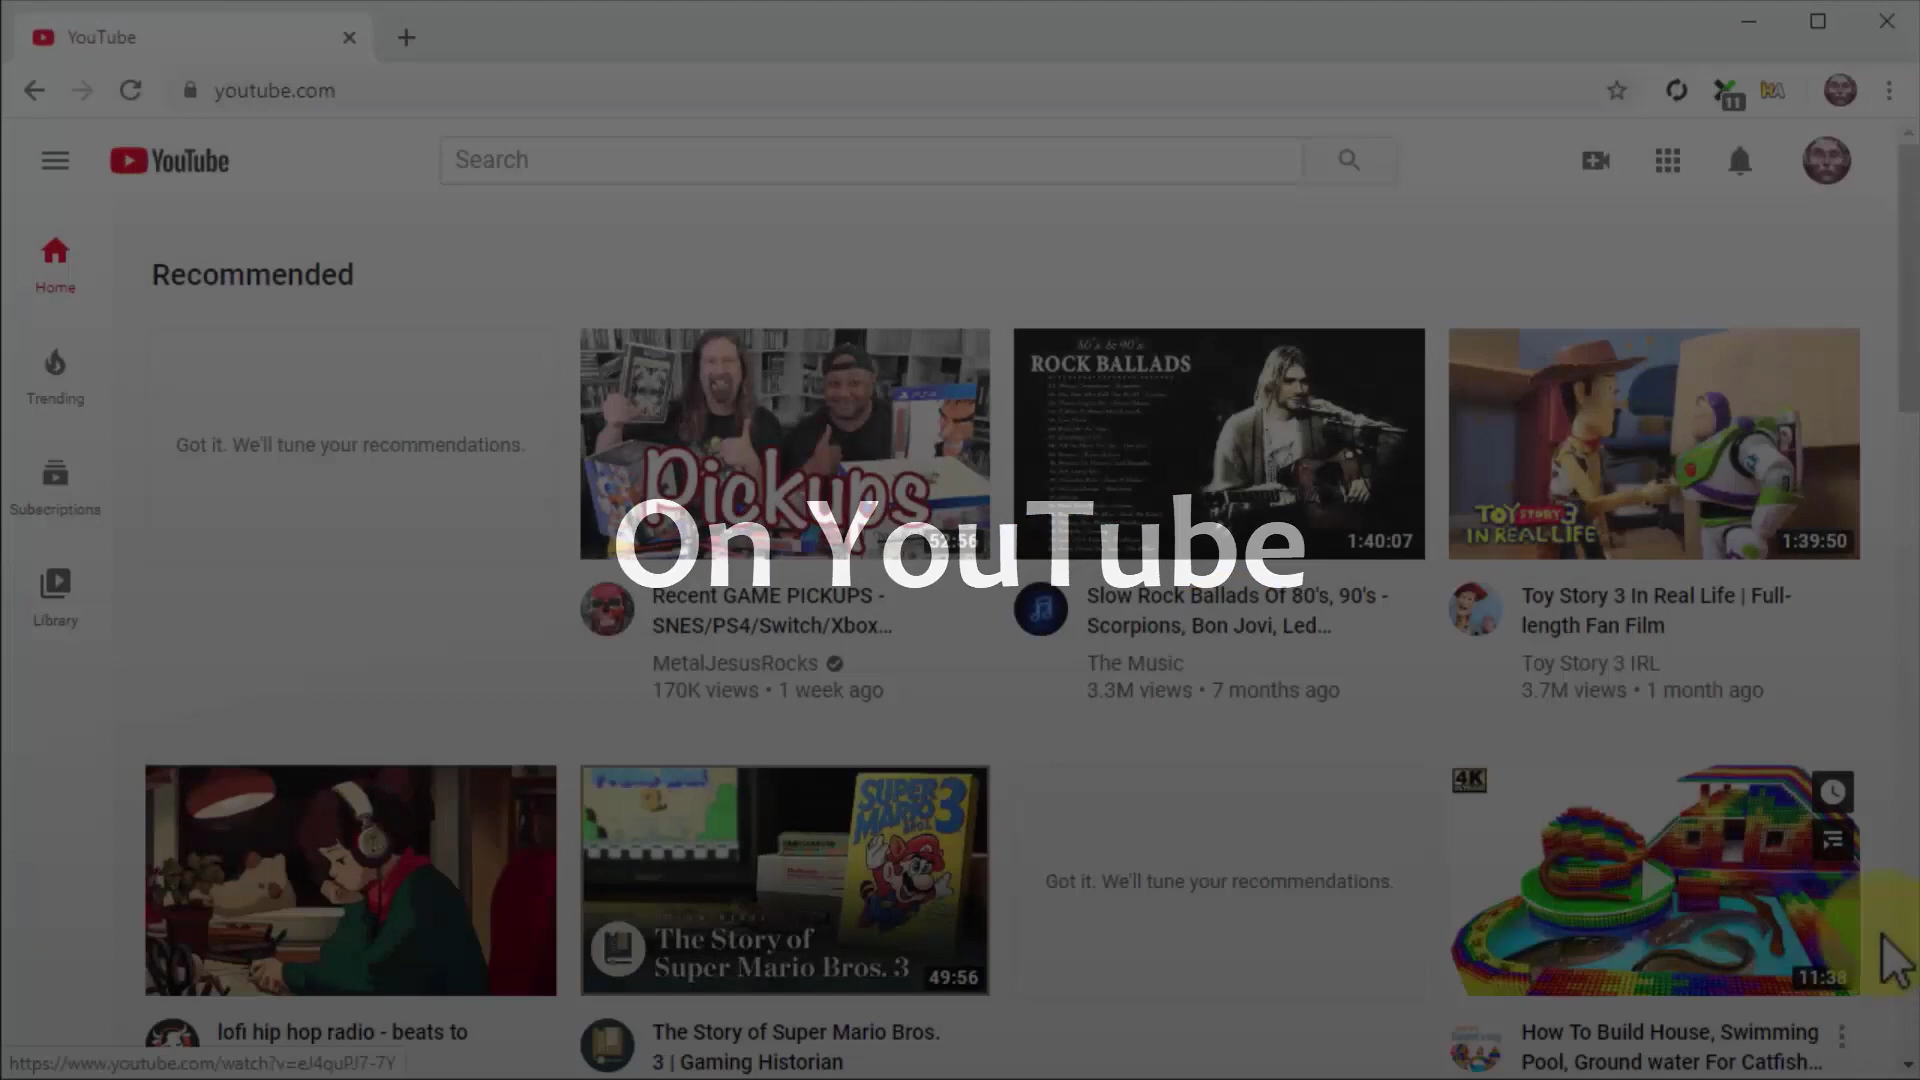 YouTube
youtube.com
11
HA
YouTube
Search
Home
Recommended
Trending
Got it. We'll tune your recommendations.
Subscriptions
Library
Pickups
52:56
80's & 90's
ROCK BALLADS
1:40:07
TOY STORY 3
IN REAL LIFE
1:39:50
On YouTube
Recent GAME PICKUPS -
SNES/PS4/Switch/Xbox...
MetalJesusRocks
170K views • 1 week ago
Slow Rock Ballads Of 80's, 90's -
Scorpions, Bon Jovi, Led...
The Music
3.3M views • 7 months ago
Toy Story 3 In Real Life | Full-
length Fan Film
Toy Story 3 IRL
3.7M views • 1 month ago
SUPER
MARIO BROS. 3
The Story of
Super Mario Bros. 3
49:56
Got it. We'll tune your recommendations.
4K
11:38
lofi hip hop radio - beats to
The Story of Super Mario Bros.
3 | Gaming Historian
How To Build House, Swimming
Pool, Ground water For Catfish...
https://www.youtube.com/watch?v=eJ4quPJ7-7Y